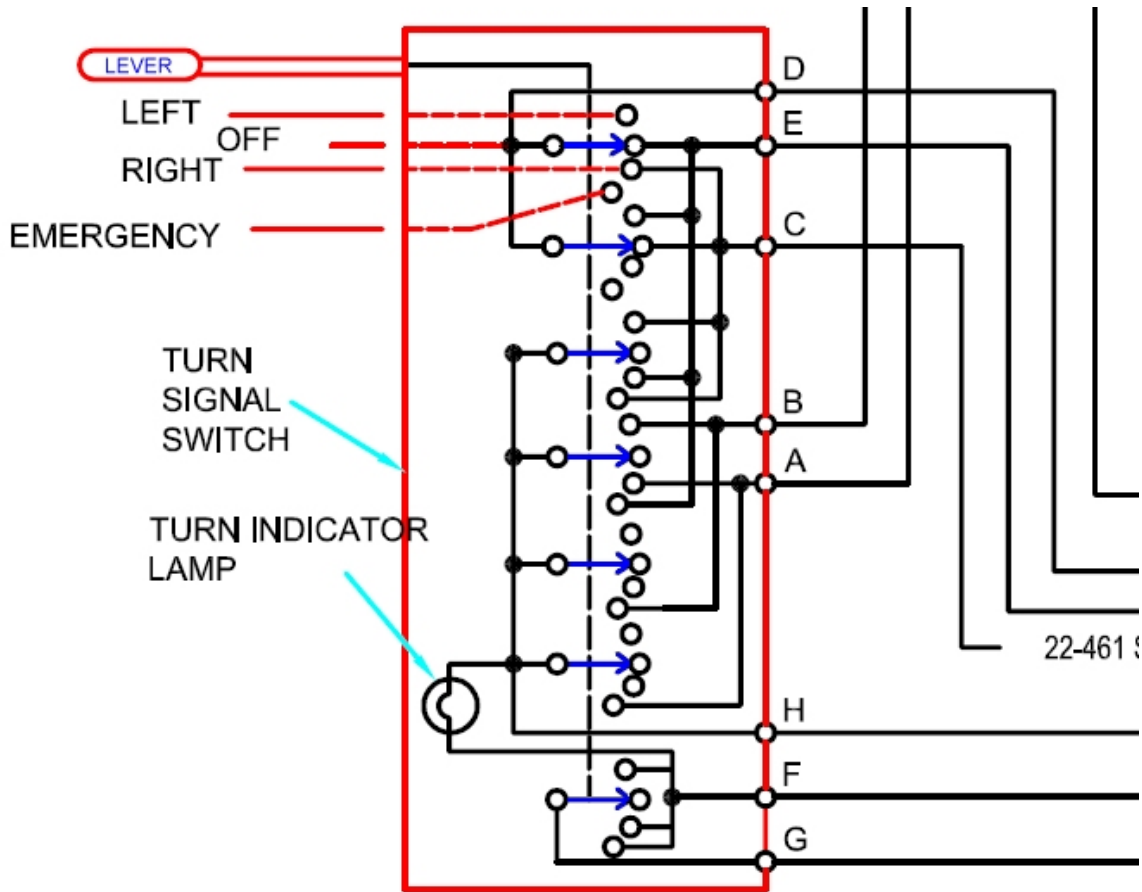 LEVER
LEFT
OFF
RIGHT
EMERGENCY
TURN
SIGNAL
SWITCH
TURN INDICATOR
LAMP
D
E
C
B
A
22-461 S
H
F
G